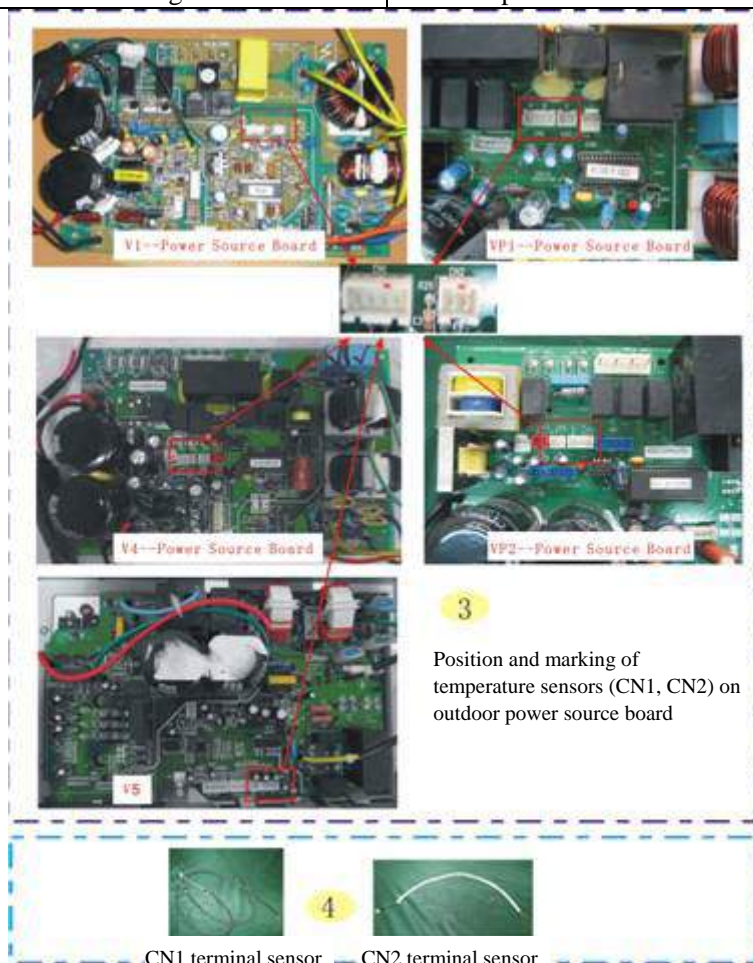 V1--Power Source Board
VP1--Power Source Board
V4--Power Source Board
VP2--Power Source Board
3
Position and marking of
temperature sensors (CN1, CN2) on
outdoor power source board
V5
4
CN1 terminal sensor
CN2 terminal sensor